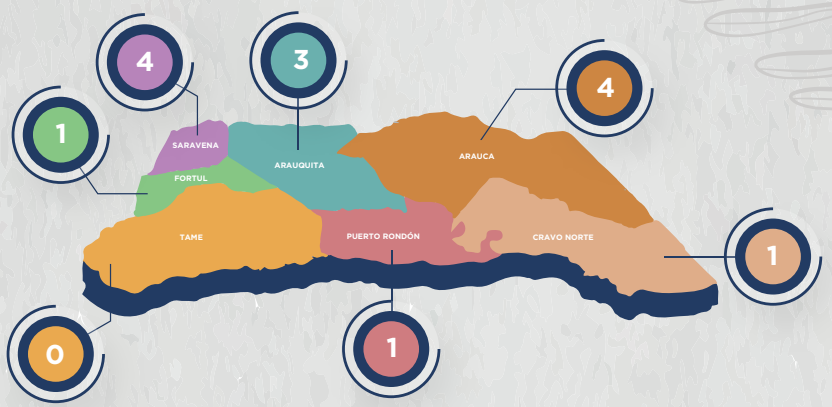 4
3
4
1
SARAVENA
ARAUQUITA
ARAUCA
FORTUL
TAME
PUERTO RONDÓN
CRAVO NORTE
1
0
1